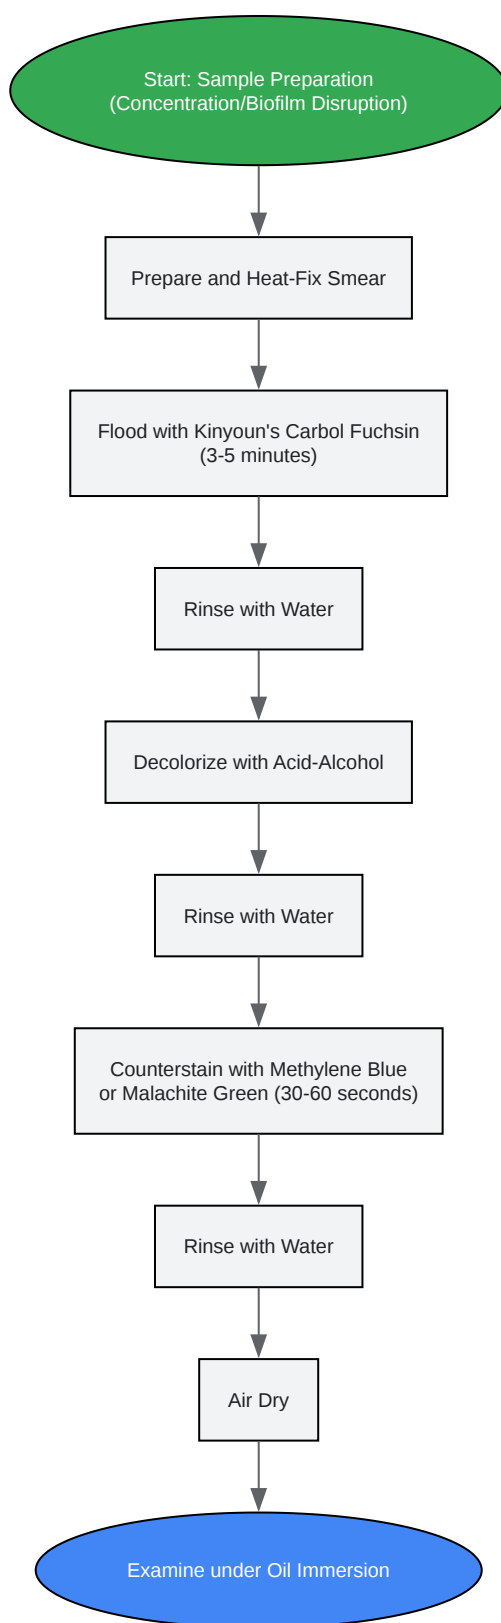 Start: Sample Preparation
(Concentration/Biofilm Disruption)
Prepare and Heat-Fix Smear
Flood with Kinyoun's Carbol Fuchsin
(3-5 minutes)
Rinse with Water
Decolorize with Acid-Alcohol
Rinse with Water
Counterstain with Methylene Blue
or Malachite Green (30-60 seconds)
Rinse with Water
Air Dry
Examine under Oil Immersion